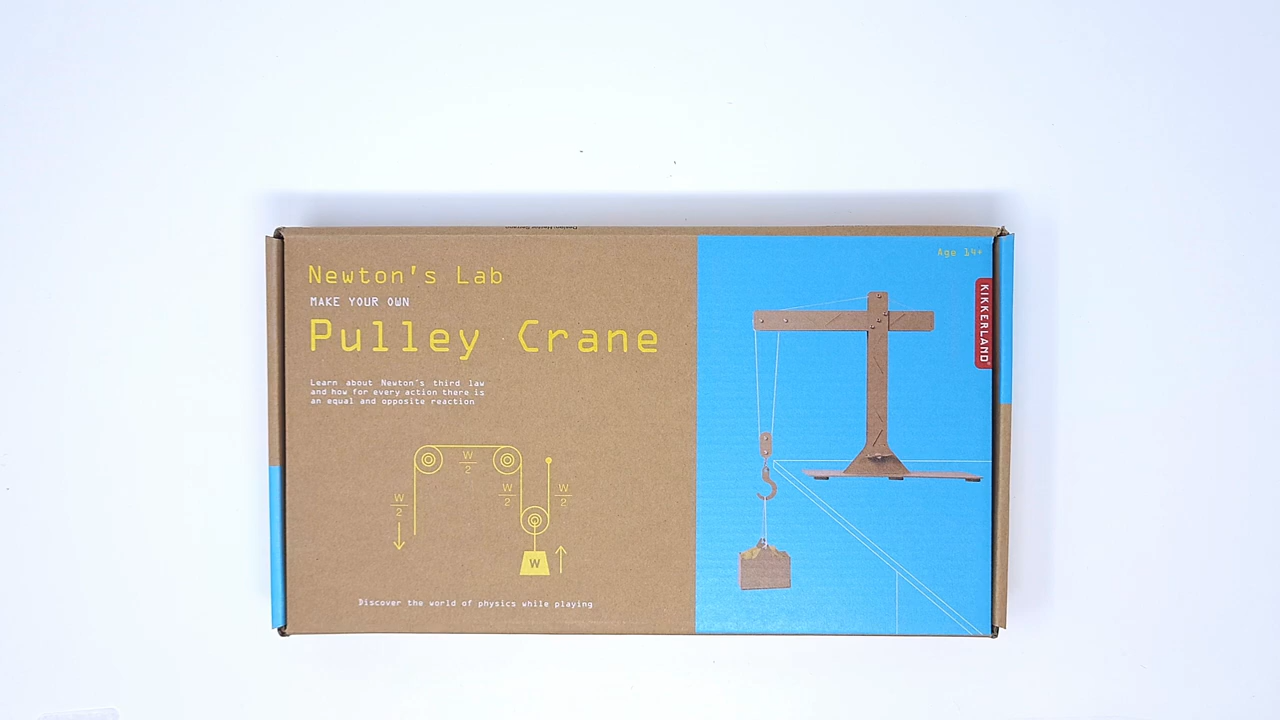 Newton's Lab
MAKE YOUR OWN
Pulley Crane
Learn about Newton's third law
and how for every action there is
an equal and opposite reaction
W
2
W
2
W
2
W
2
W
Discover the world of physics while playing
Age 14+
KIKKERLAND®